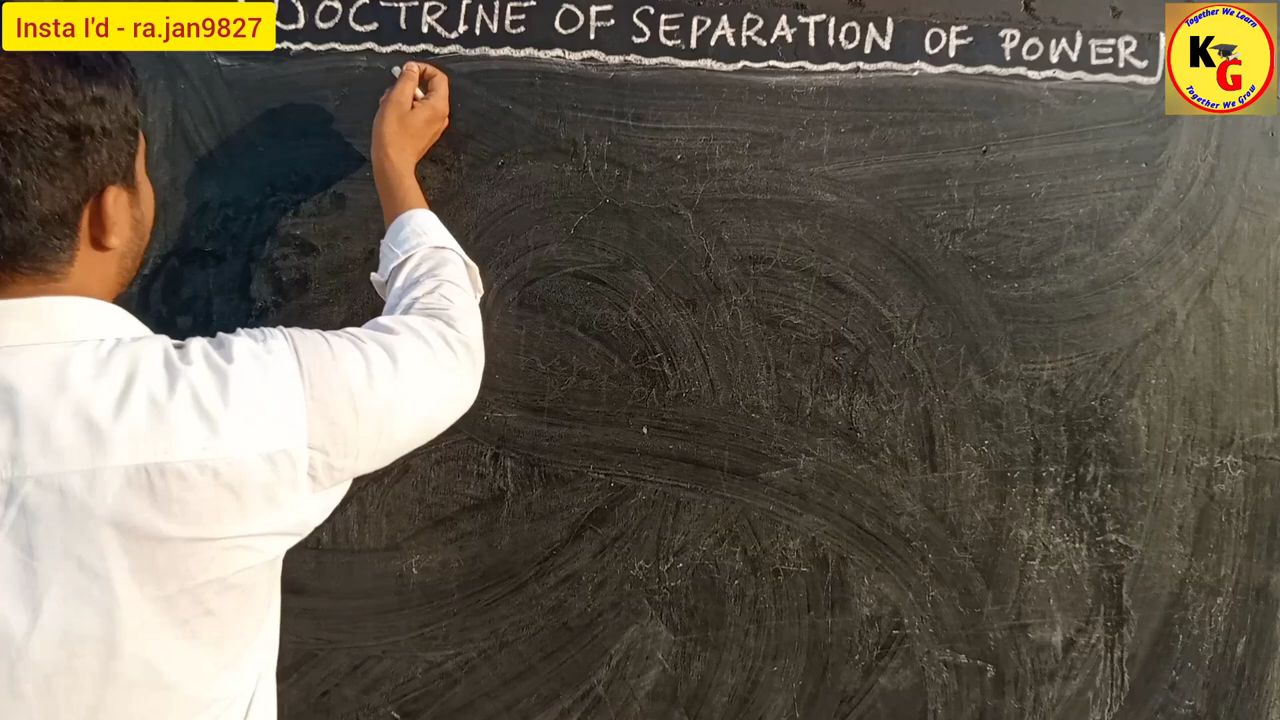 Insta I'd - ra.jan9827
DOCTRINE OF SEPARATION OF POWER
Together We Learn
KG
Together We Grow